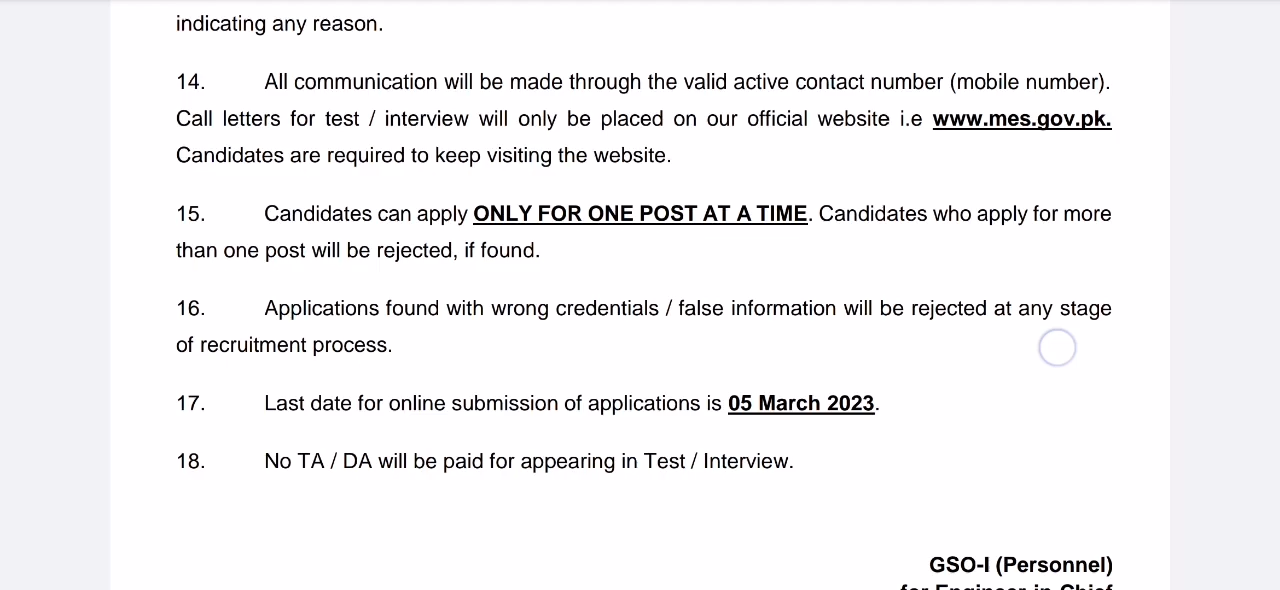 indicating any reason.
14. All communication will be made through the valid active contact number (mobile number).
Call letters for test / interview will only be placed on our official website i.e www.mes.gov.pk.
Candidates are required to keep visiting the website.
15. Candidates can apply ONLY FOR ONE POST AT A TIME. Candidates who apply for more
than one post will be rejected, if found.
16. Applications found with wrong credentials / false information will be rejected at any stage
of recruitment process.
17. Last date for online submission of applications is 05 March 2023.
18. No TA / DA will be paid for appearing in Test / Interview.
GSO-I (Personnel)
for Engineer-in-Chief